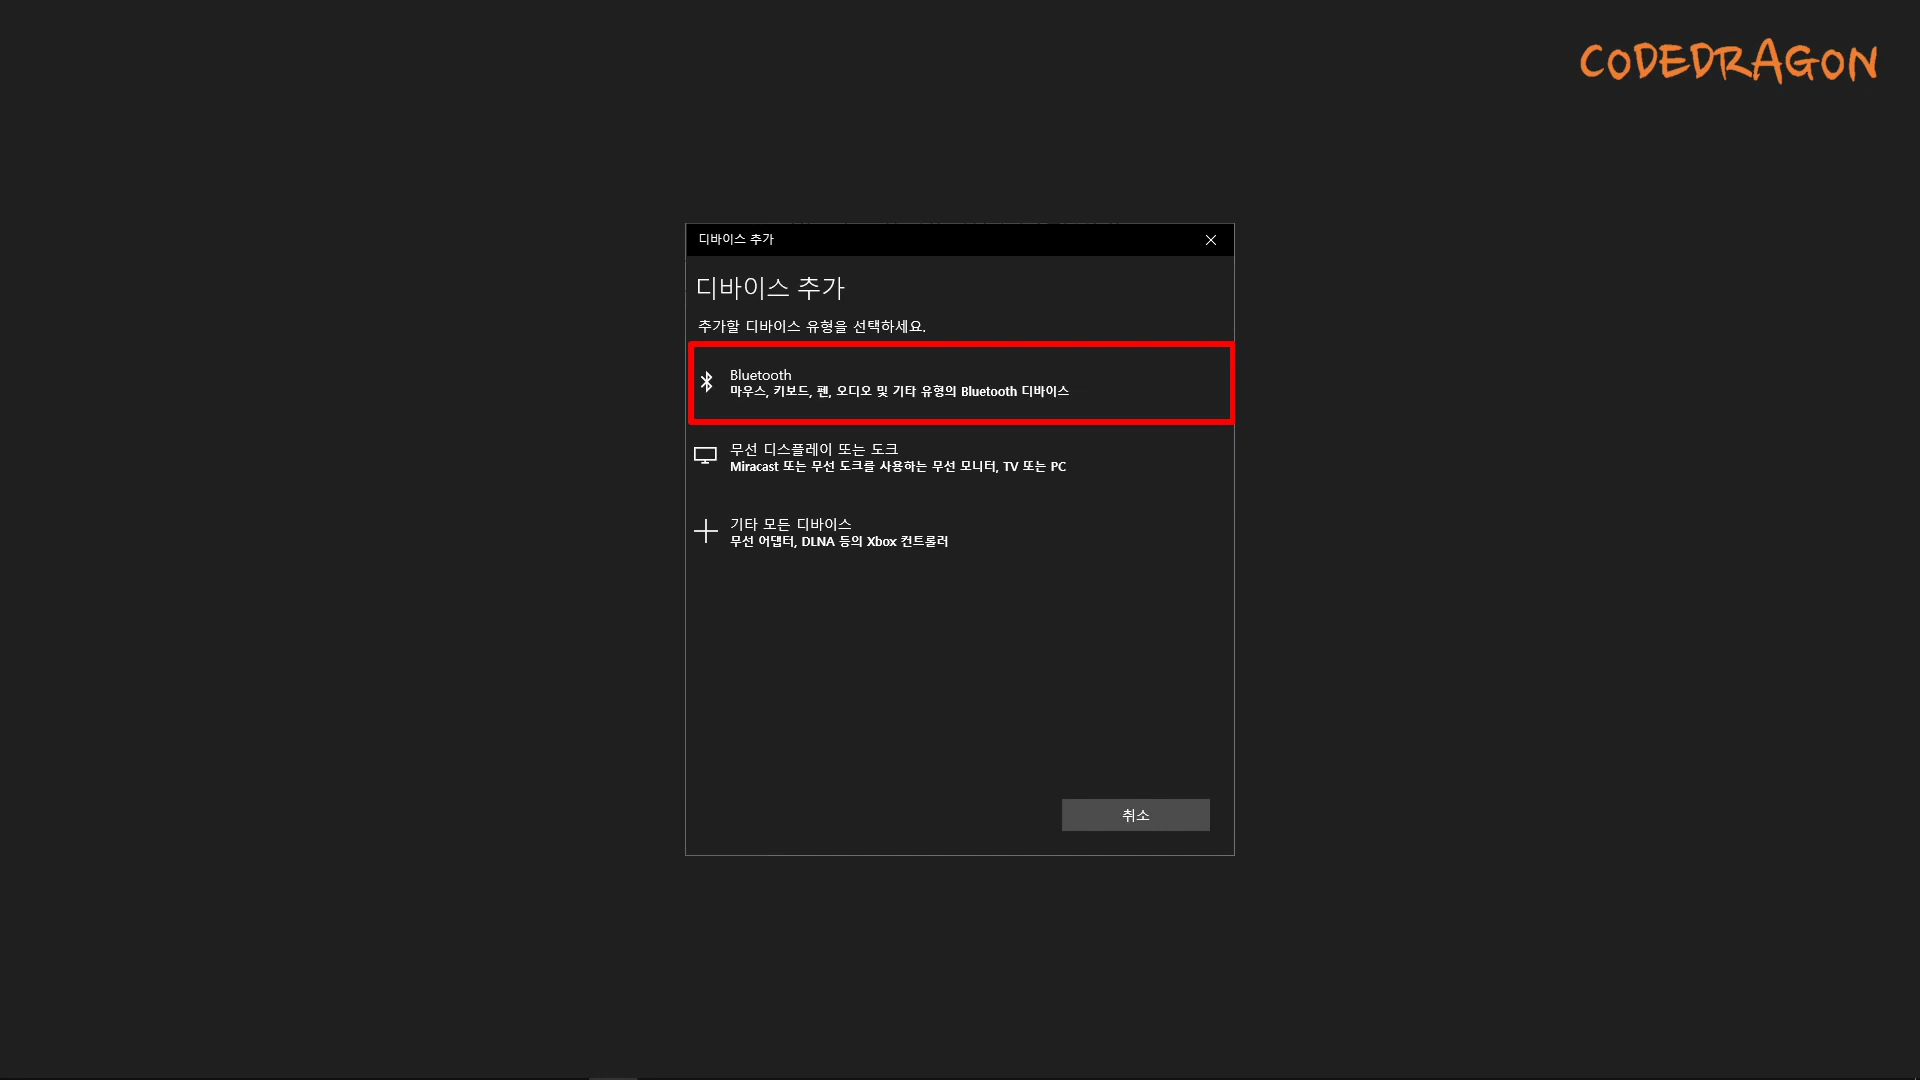 CODEDRAGON
디바이스 추가
디바이스 추가
추가할 디바이스 유형을 선택하세요.
Bluetooth
마우스, 키보드, 펜, 오디오 및 기타 유형의 Bluetooth 디바이스
무선 디스플레이 또는 도크
Miracast 또는 무선 도크를 사용하는 무선 모니터, TV 또는 PC
기타 모든 디바이스
무선 어댑터, DLNA 등의 Xbox 컨트롤러
취소